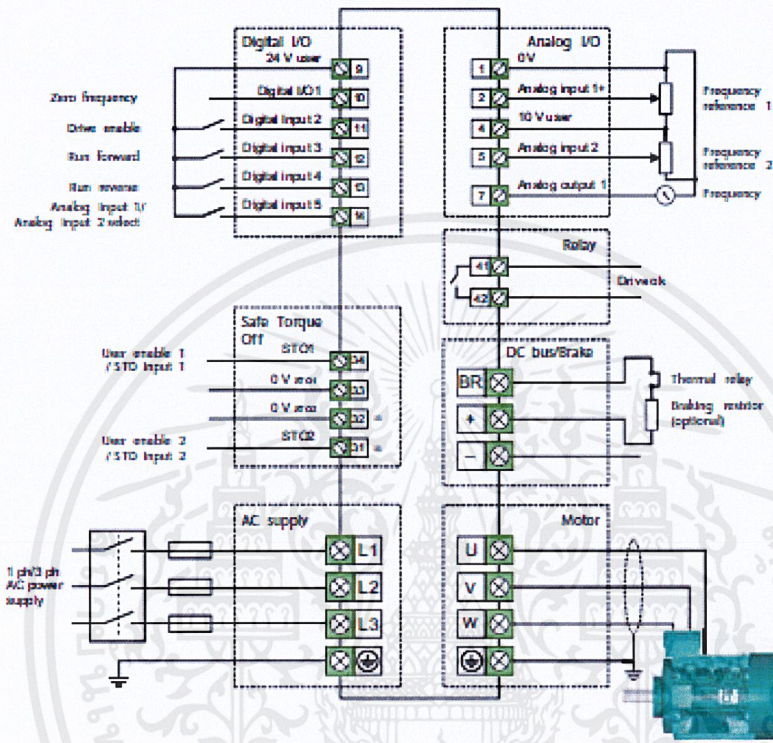 Digital I/O
24 V user
9
Zero frequency
Digital I/O1
10
Drive enable
Digital Input 2
11
Run forward
Digital input 3
12
Run reverse
Digital input 4
13
Analog Input 1/
Analog Input 2 select
Digital input 5
14
Analog I/O
1
0V
2
Analog input 1+
Frequency
reference 1
4
10 V user
5
Analog input 2
Frequency
reference 2
7
Analog output 1
Frequency
Relay
41
42
Drive ok
Safe Torque
Off
User enable 1
/ STO Input 1
STO1
34
0 V STO1
33
0 V STO2
32
User enable 2
/ STO Input 2
STO2
31
DC bus/Brake
BR
+
−
Thermal relay
Braking resistor
(optional)
AC supply
1 ph/3 ph
AC power
supply
L1
L2
L3
Motor
U
V
W